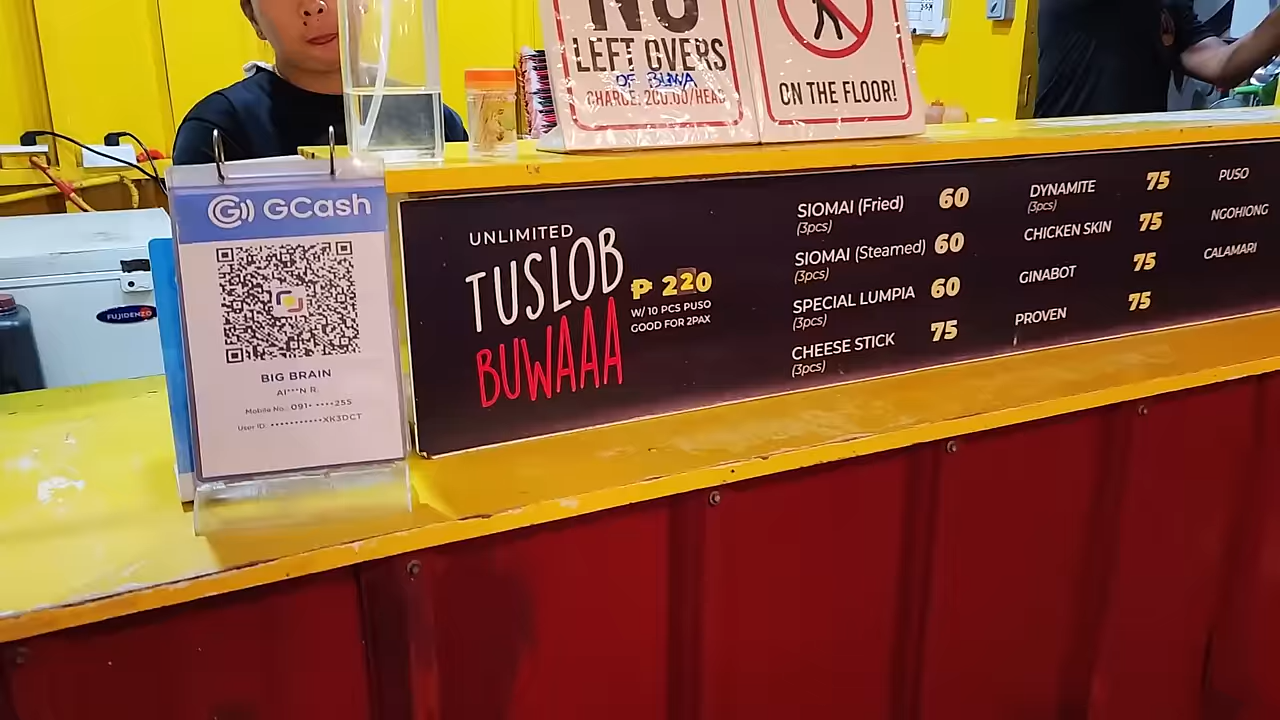 NO
LEFT OVERS
OF BUWA
CHARGE: 200.00/HEAD
ON THE FLOOR!
GCash
BIG BRAIN
AI***N R.
Mobile No.: 091* ****255
User ID: ***********XK3DCT
FUJIDENZO
UNLIMITED
TUSLOB
BUWAAA
₱ 220
W/ 10 PCS PUSO
GOOD FOR 2PAX
SIOMAI (Fried) 60
(3pcs)
SIOMAI (Steamed) 60
(3pcs)
SPECIAL LUMPIA 60
(3pcs)
CHEESE STICK 75
(3pcs)
DYNAMITE 75
(3pcs)
CHICKEN SKIN 75
GINABOT 75
PROVEN 75
PUSO
NGOHIONG
CALAMARI